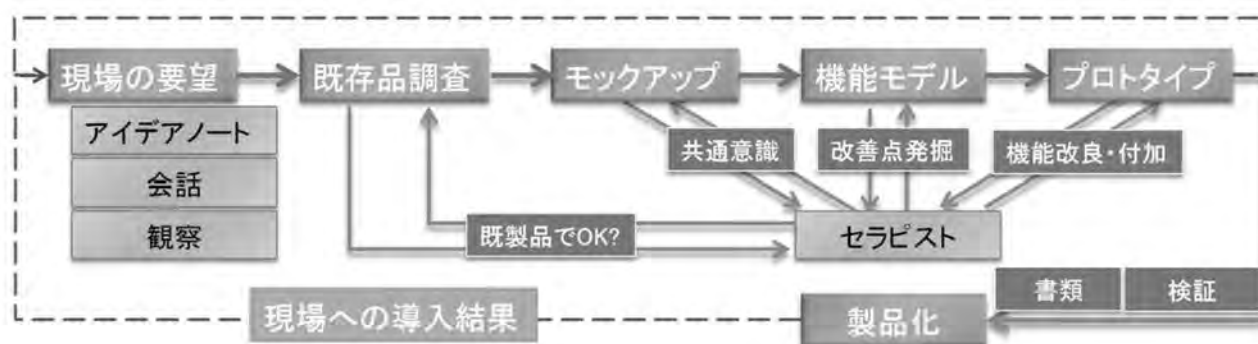 現場の要望
既存品調査
モックアップ
機能モデル
プロトタイプ
アイデアノート
会話
観察
共通意識
改善点発掘
機能改良・付加
既製品でOK?
セラピスト
書類
検証
現場への導入結果
製品化